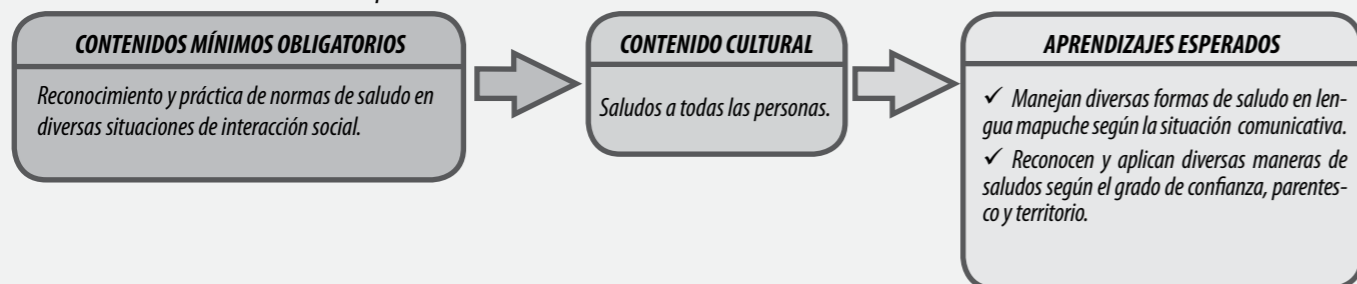 CONTENIDOS MÍNIMOS OBLIGATORIOS
Reconocimiento y práctica de normas de saludo en
diversas situaciones de interacción social.
CONTENIDO CULTURAL
Saludos a todas las personas.
APRENDIZAJES ESPERADOS
✓ Manejan diversas formas de saludo en len-
gua mapuche según la situación comunicativa.
✓ Reconocen y aplican diversas maneras de
saludos según el grado de confianza, parentes-
co y territorio.